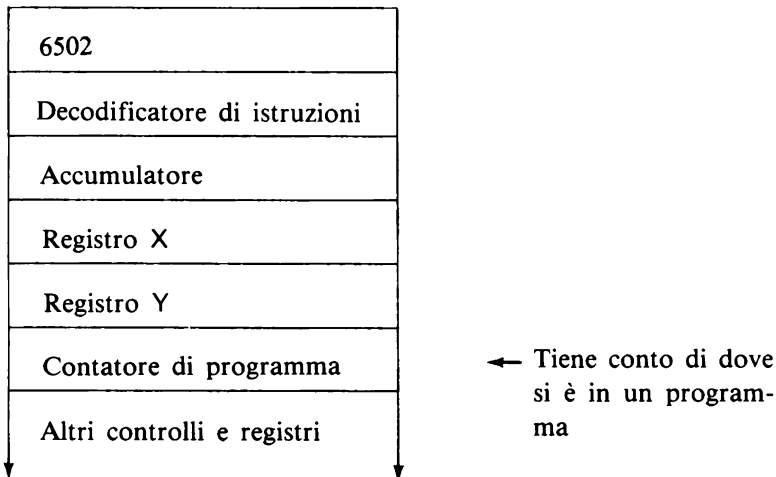 6502
Decodificatore di istruzioni
Accumulatore
Registro X
Registro Y
Contatore di programma
Tiene conto di dove
si è in un program-
ma
Altri controlli e registri